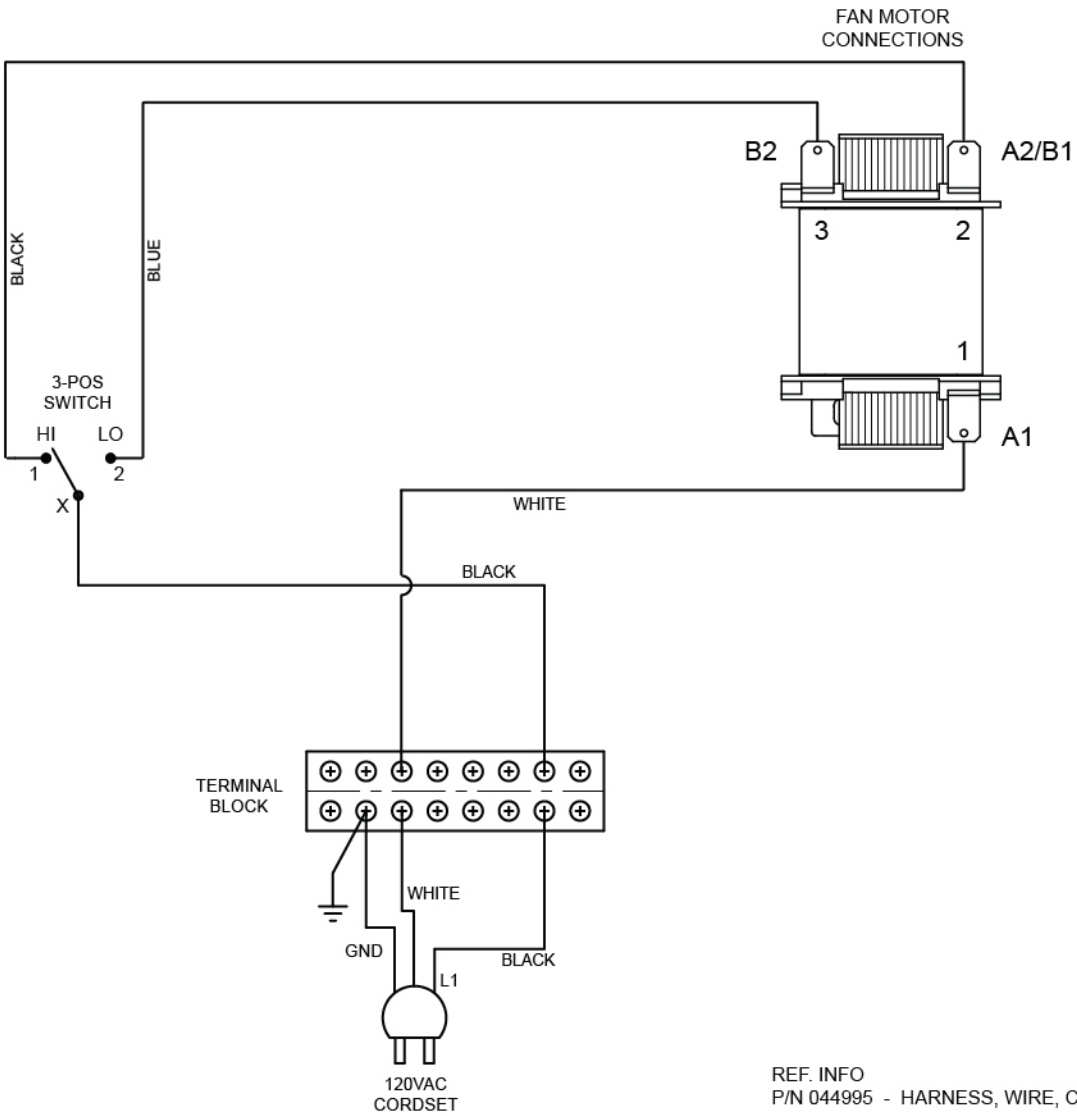 FAN MOTOR
CONNECTIONS
B2
A2/B1
3
2
1
A1
BLACK
BLUE
3-POS
SWITCH
HI
LO
1
2
X
WHITE
BLACK
TERMINAL
BLOCK
WHITE
GND
BLACK
L1
120VAC
CORDSET
REF. INFO
P/N 044995 - HARNESS, WIRE, C